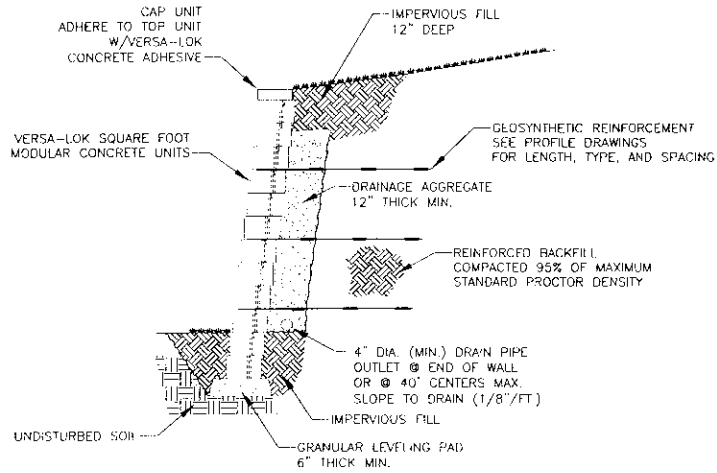 CAP UNIT
ADHERE TO TOP UNIT
W/VERSA-LOK
CONCRETE ADHESIVE
IMPERVIOUS FILL
12" DEEP
VERSA-LOK SQUARE FOOT
MODULAR CONCRETE UNITS
GEOSYNTHETIC REINFORCEMENT
SEE PROFILE DRAWINGS
FOR LENGTH, TYPE, AND SPACING
DRAINAGE AGGREGATE
12" THICK MIN.
REINFORCED BACKFILL
COMPACTED 95% OF MAXIMUM
STANDARD PROCTOR DENSITY
4" DIA. (MIN.) DRAIN PIPE
OUTLET @ END OF WALL
OR @ 40' CENTERS MAX.
SLOPE TO DRAIN (1/8"/FT)
IMPERVIOUS FILL
UNDISTURBED SOIL
GRANULAR LEVELING PAD
6" THICK MIN.